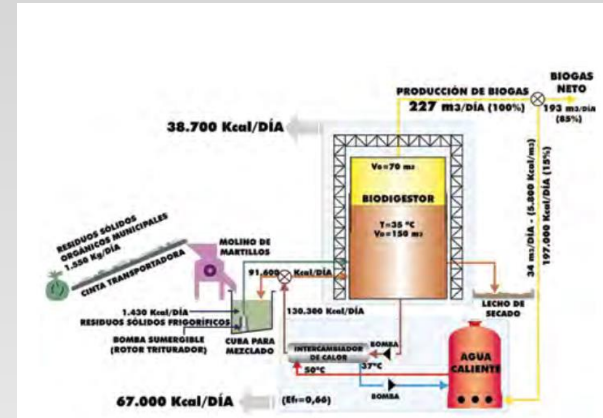 BIOGAS
NETO
PRODUCCIÓN DE BIOGAS
227 m3/DÍA (100%)
193 m3/DÍA
(85%)
38.700 Kcal/DÍA
Vo=70 m3
BIODIGESTOR
T=35 °C
Vo=150 m3
34 m3/DÍA - (5.800 Kcal/m3)
197.000 Kcal/DÍA (15%)
RESIDUOS SÓLIDOS
ORGÁNICOS MUNICIPALES
1.550 Kg/DÍA
CINTA TRANSPORTADORA
MOLINO DE
MARTILLOS
91.600 Kcal/DÍA
LECHO DE
SECADO
1.430 Kcal/DÍA
RESIDUOS SÓLIDOS FRIGORÍFICOS
BOMBA SUMERGIBLE
(ROTOR TRITURADOR)
CUBA PARA
MEZCLADO
130.300 Kcal/DÍA
INTERCAMBIADOR
DE CALOR
BOMBA
37°C
50°C
BOMBA
AGUA
CALIENTE
67.000 Kcal/DÍA
(Ef1=0,66)